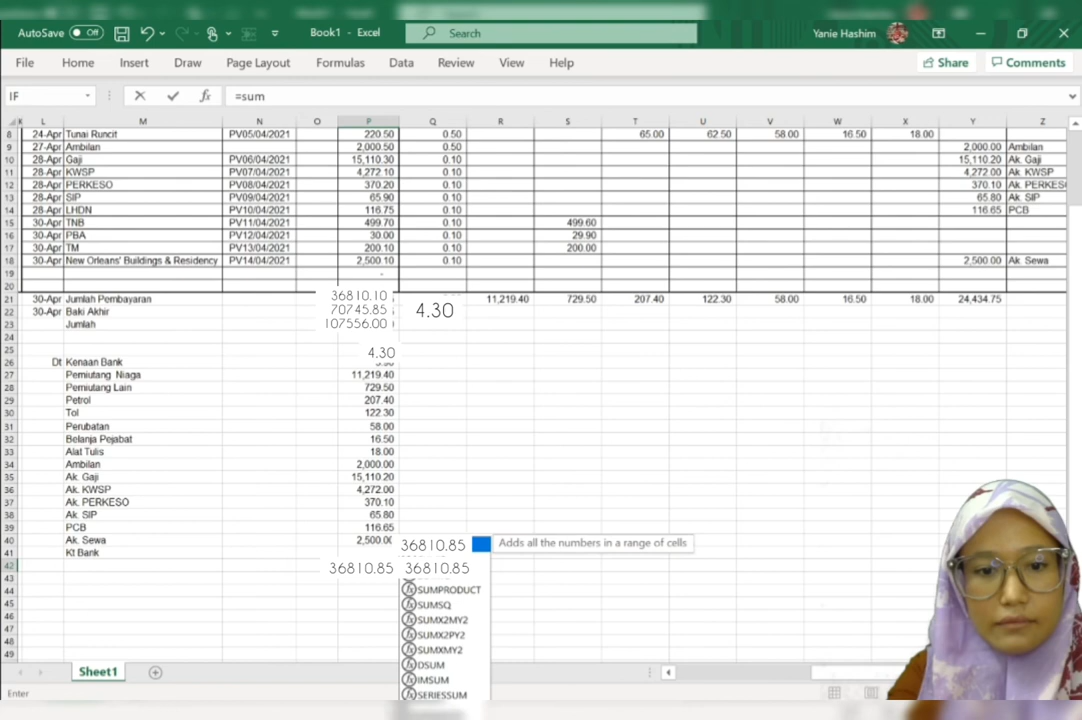 AutoSave Off Book1 - Excel Search Yanie Hashim
File Home Insert Draw Page Layout Formulas Data Review View Help Share Comments
IF fx =sum
K L M N O P Q R S T U V W X Y Z
8 24-Apr Tunai Runcit PV05/04/2021 220.50 0.50 65.00 62.50 58.00 16.50 18.00
9 27-Apr Ambilan 2,000.50 0.50 2,000.00 Ambilan
10 28-Apr Gaji PV06/04/2021 15,110.30 0.10 15,110.20 Ak. Gaji
11 28-Apr KWSP PV07/04/2021 4,272.10 0.10 4,272.00 Ak. KWSP
12 28-Apr PERKESO PV08/04/2021 370.20 0.10 370.10 Ak. PERKES
13 28-Apr SIP PV09/04/2021 65.90 0.10 65.80 Ak. SIP
14 28-Apr LHDN PV10/04/2021 116.75 0.10 116.65 PCB
15 30-Apr TNB PV11/04/2021 499.70 0.10 499.60
16 30-Apr PBA PV12/04/2021 30.00 0.10 29.90
17 30-Apr TM PV13/04/2021 200.10 0.10 200.00
18 30-Apr New Orleans' Buildings & Residency PV14/04/2021 2,500.10 0.10 2,500.00 Ak. Sewa
19 -
20
21 30-Apr Jumlah Pembayaran 36810.10 11,219.40 729.50 207.40 122.30 58.00 16.50 18.00 24,434.75
22 30-Apr Baki Akhir 70745.85 4.30
23 Jumlah 107556.00
24
25 4.30
26 Dt Kenaan Bank
27 Pemiutang Niaga 11,219.40
28 Pemiutang Lain 729.50
29 Petrol 207.40
30 Tol 122.30
31 Perubatan 58.00
32 Belanja Pejabat 16.50
33 Alat Tulis 18.00
34 Ambilan 2,000.00
35 Ak. Gaji 15,110.20
36 Ak. KWSP 4,272.00
37 Ak. PERKESO 370.10
38 Ak. SIP 65.80
39 PCB 116.65
40 Ak. Sewa 2,500.00 36810.85 Adds all the numbers in a range of cells
41 Kt Bank
42 36810.85 36810.85
43
44 SUMPRODUCT
45 SUMSQ
46 SUMX2MY2
47 SUMX2PY2
48 SUMXMY2
49 DSUM
IMSUM
Sheet1
SERIESSUM
Enter